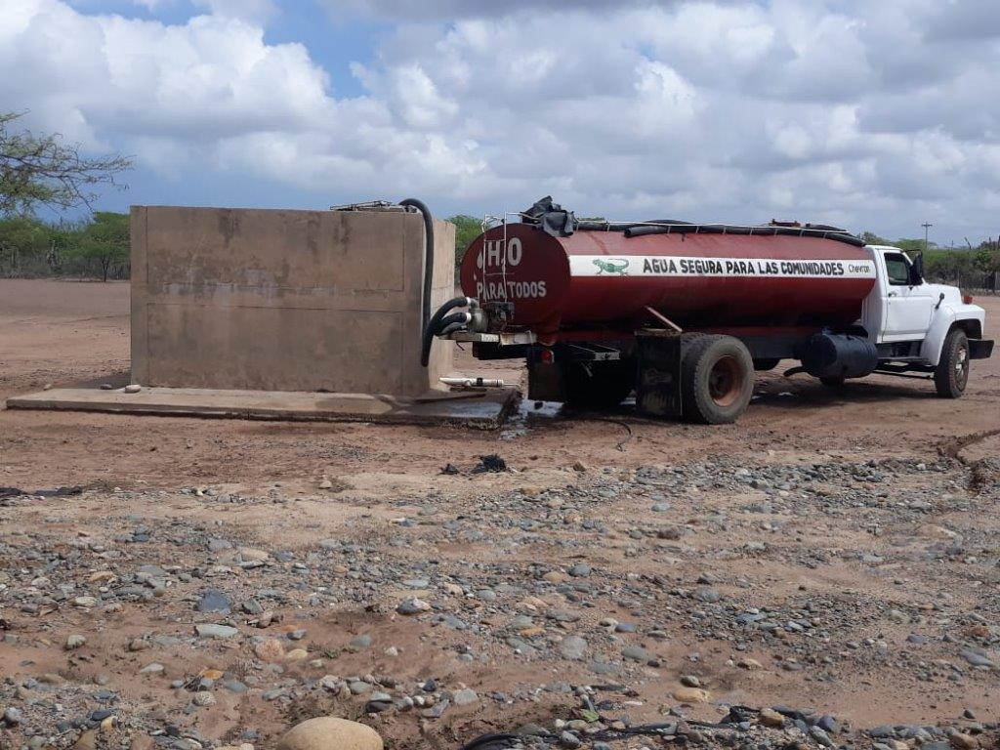 H2O
PARA TODOS
AGUA SEGURA PARA LAS COMUNIDADES Chevron